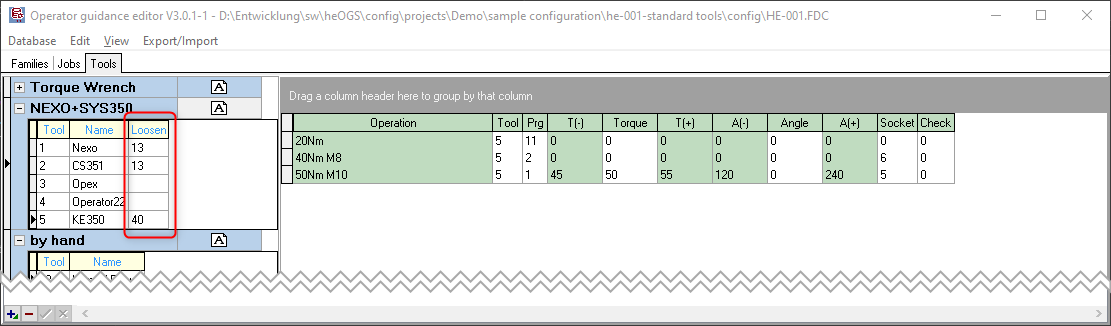 Operator guidance editor V3.0.1-1 - D:\Entwicklung\sw\heOGS\config\projects\Demo\sample configuration\he-001-standard tools\config\HE-001.FDC
Database Edit View Export/Import
Families Jobs Tools
Torque Wrench A
NEXO+SYS350 A
Tool Name Loosen
1 Nexo 13
2 CS351 13
3 Opex
4 Operator22
5 KE350 40
by hand A
Tool Name
Drag a column header here to group by that column
Operation Tool Prg T(-) Torque T(+) A(-) Angle A(+) Socket Check
20Nm 5 11 0 0 0 0 0 0 0 0
40Nm M8 5 2 0 0 0 0 0 0 6 0
50Nm M10 5 1 45 50 55 120 0 240 5 0